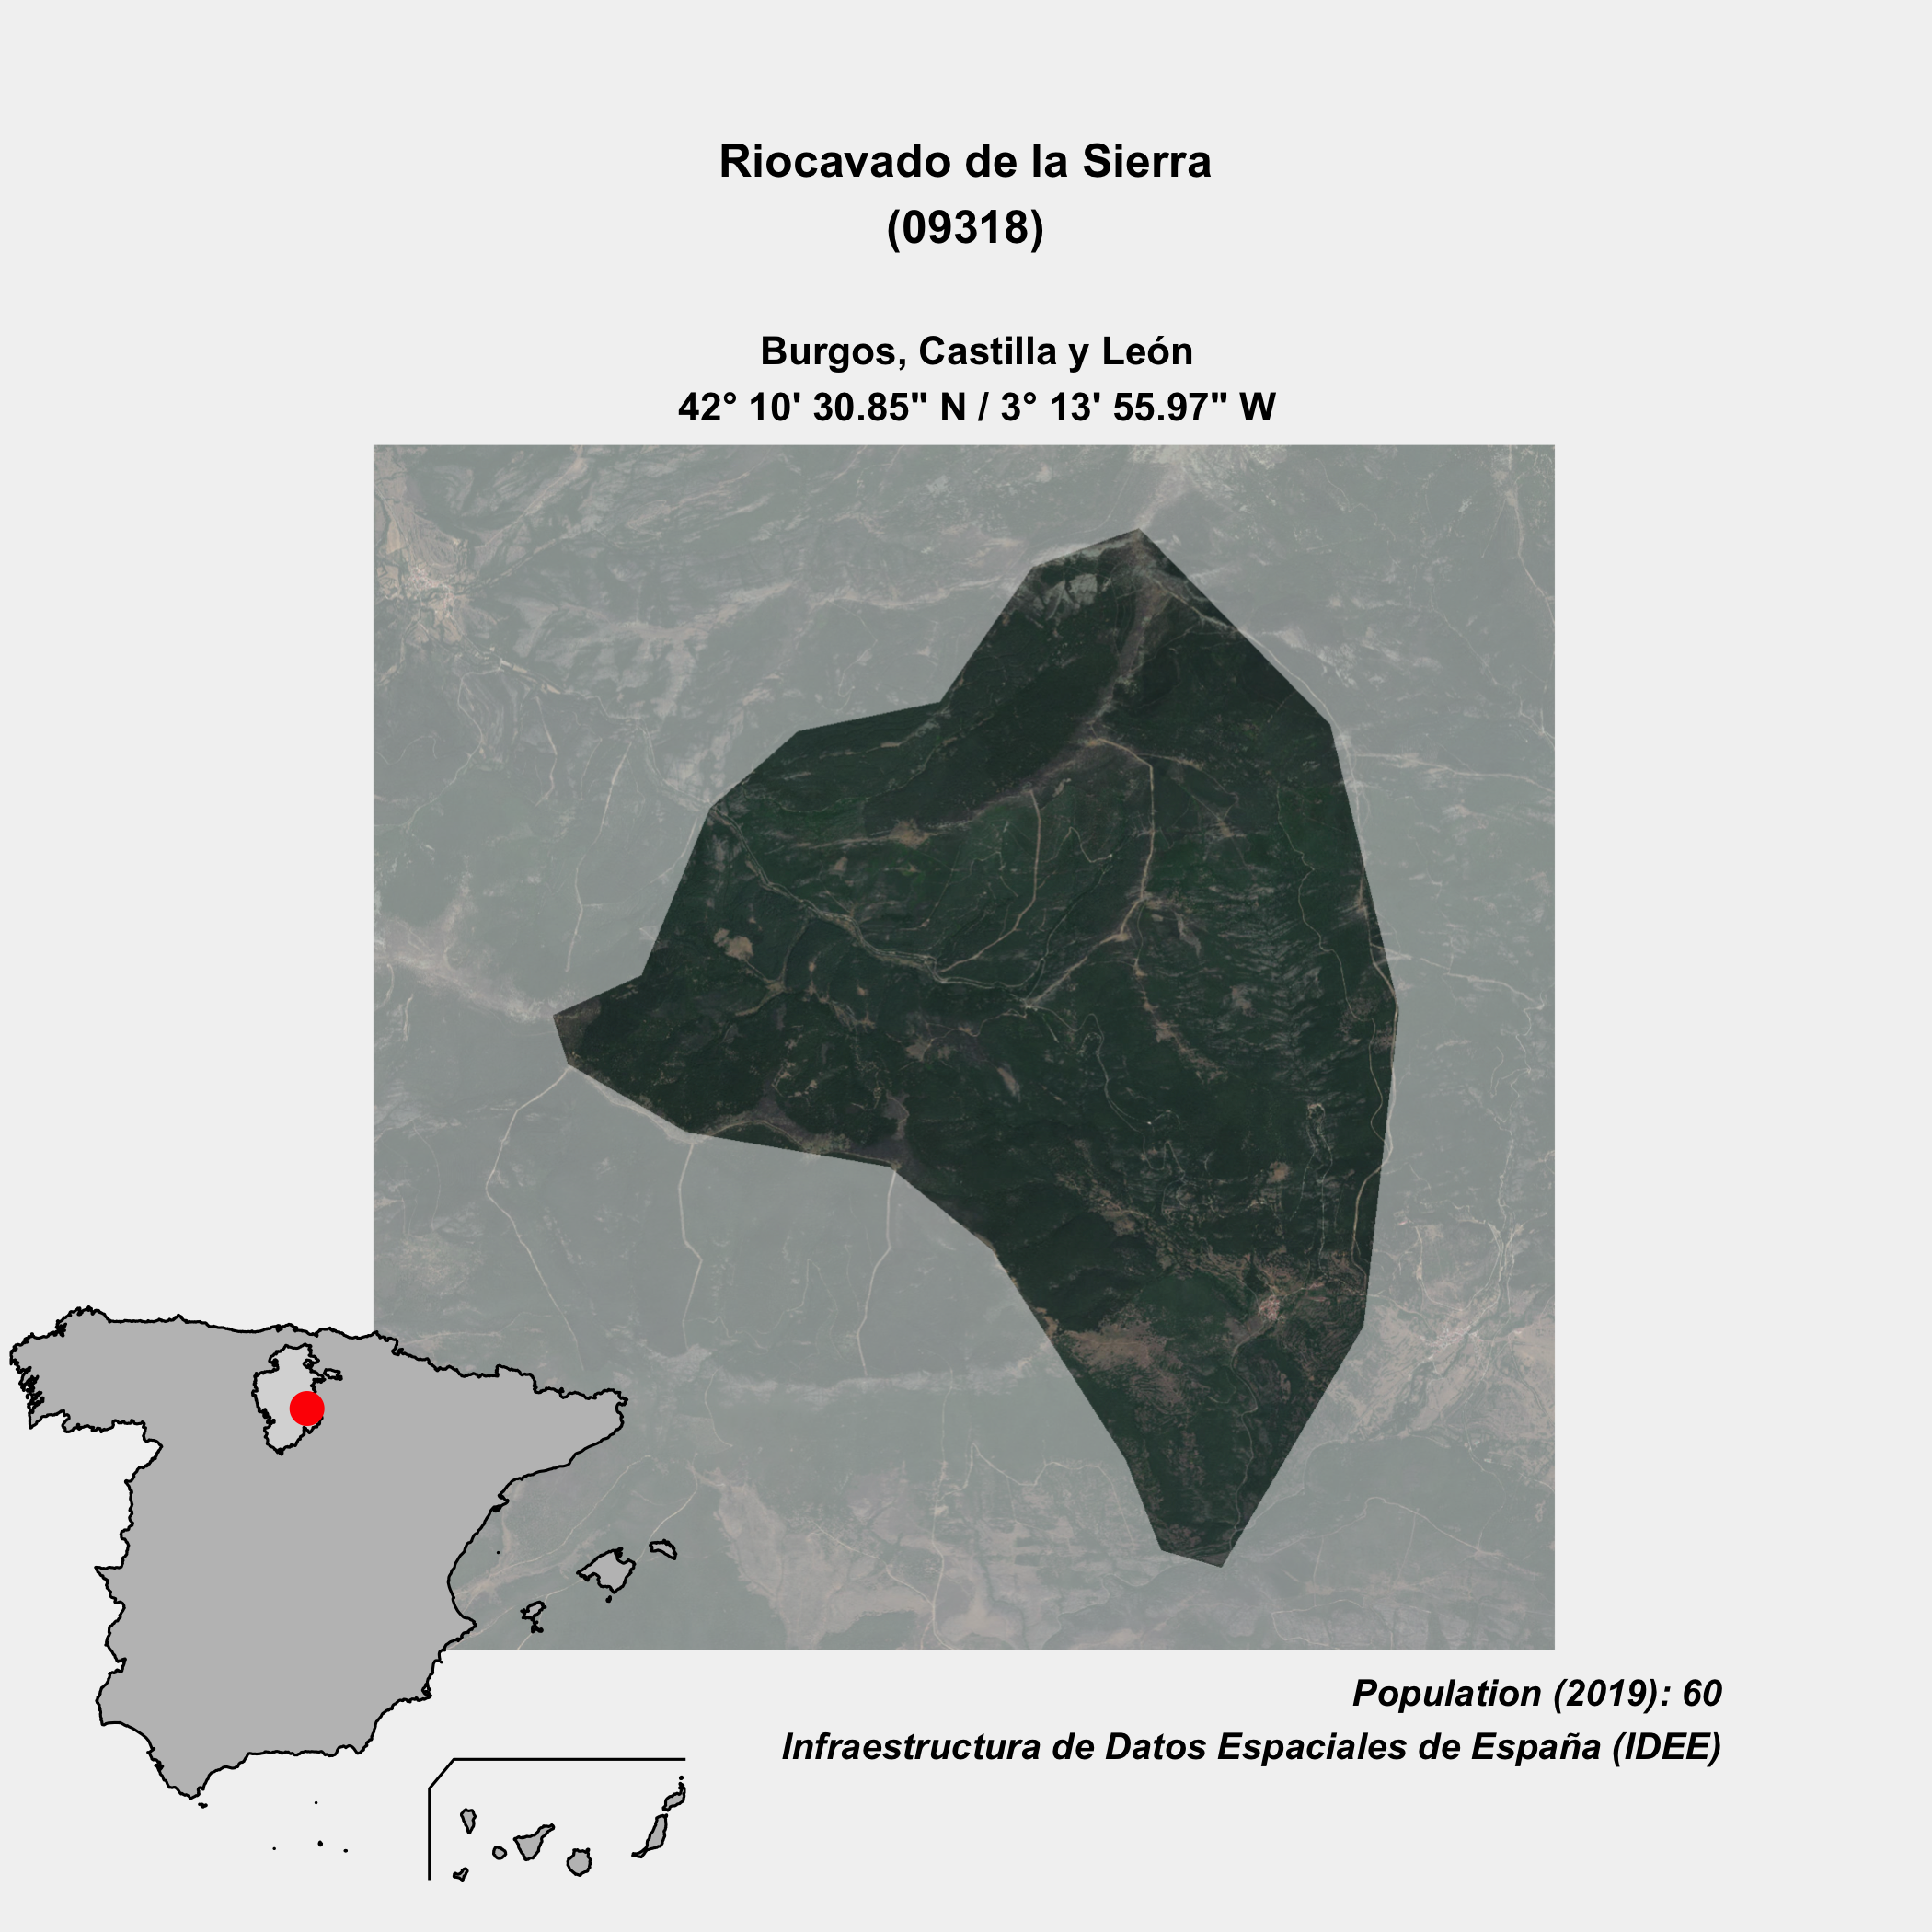 Riocavado de la Sierra
(09318)
Burgos, Castilla y León
42° 10' 30.85" N / 3° 13' 55.97" W
Population (2019): 60
Infraestructura de Datos Espaciales de España (IDEE)